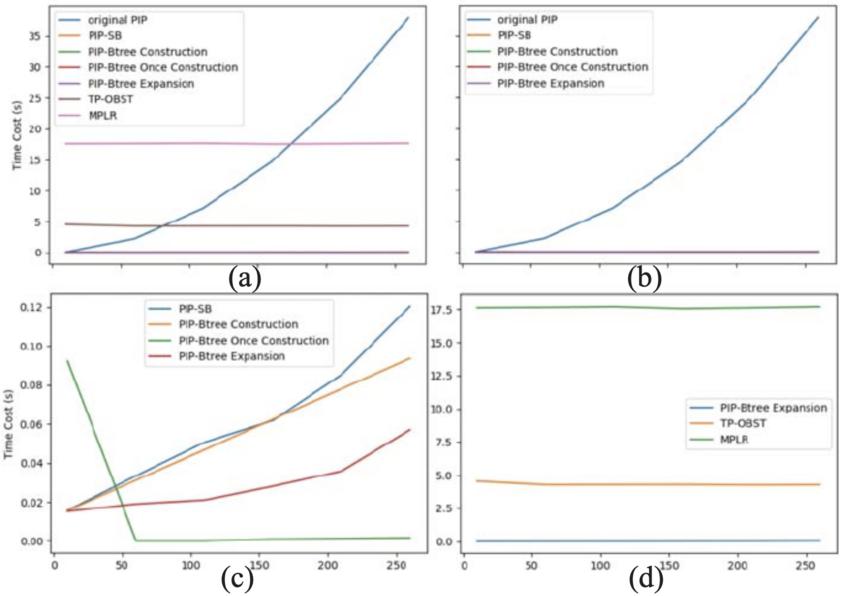 original PIP
PIP-SB
PIP-Btree Construction
PIP-Btree Once Construction
PIP-Btree Expansion
TP-OBST
MPLR
35
30
25
20
15
10
5
0
Time Cost (s)
(a)
original PIP
PIP-SB
PIP-Btree Construction
PIP-Btree Once Construction
PIP-Btree Expansion
(b)
PIP-SB
PIP-Btree Construction
PIP-Btree Once Construction
PIP-Btree Expansion
0.12
0.10
0.08
0.06
0.04
0.02
0.00
Time Cost (s)
0 50 100 150 200 250
(c)
17.5
15.0
12.5
10.0
7.5
5.0
2.5
0.0
PIP-Btree Expansion
TP-OBST
MPLR
0 50 100 150 200 250
(d)